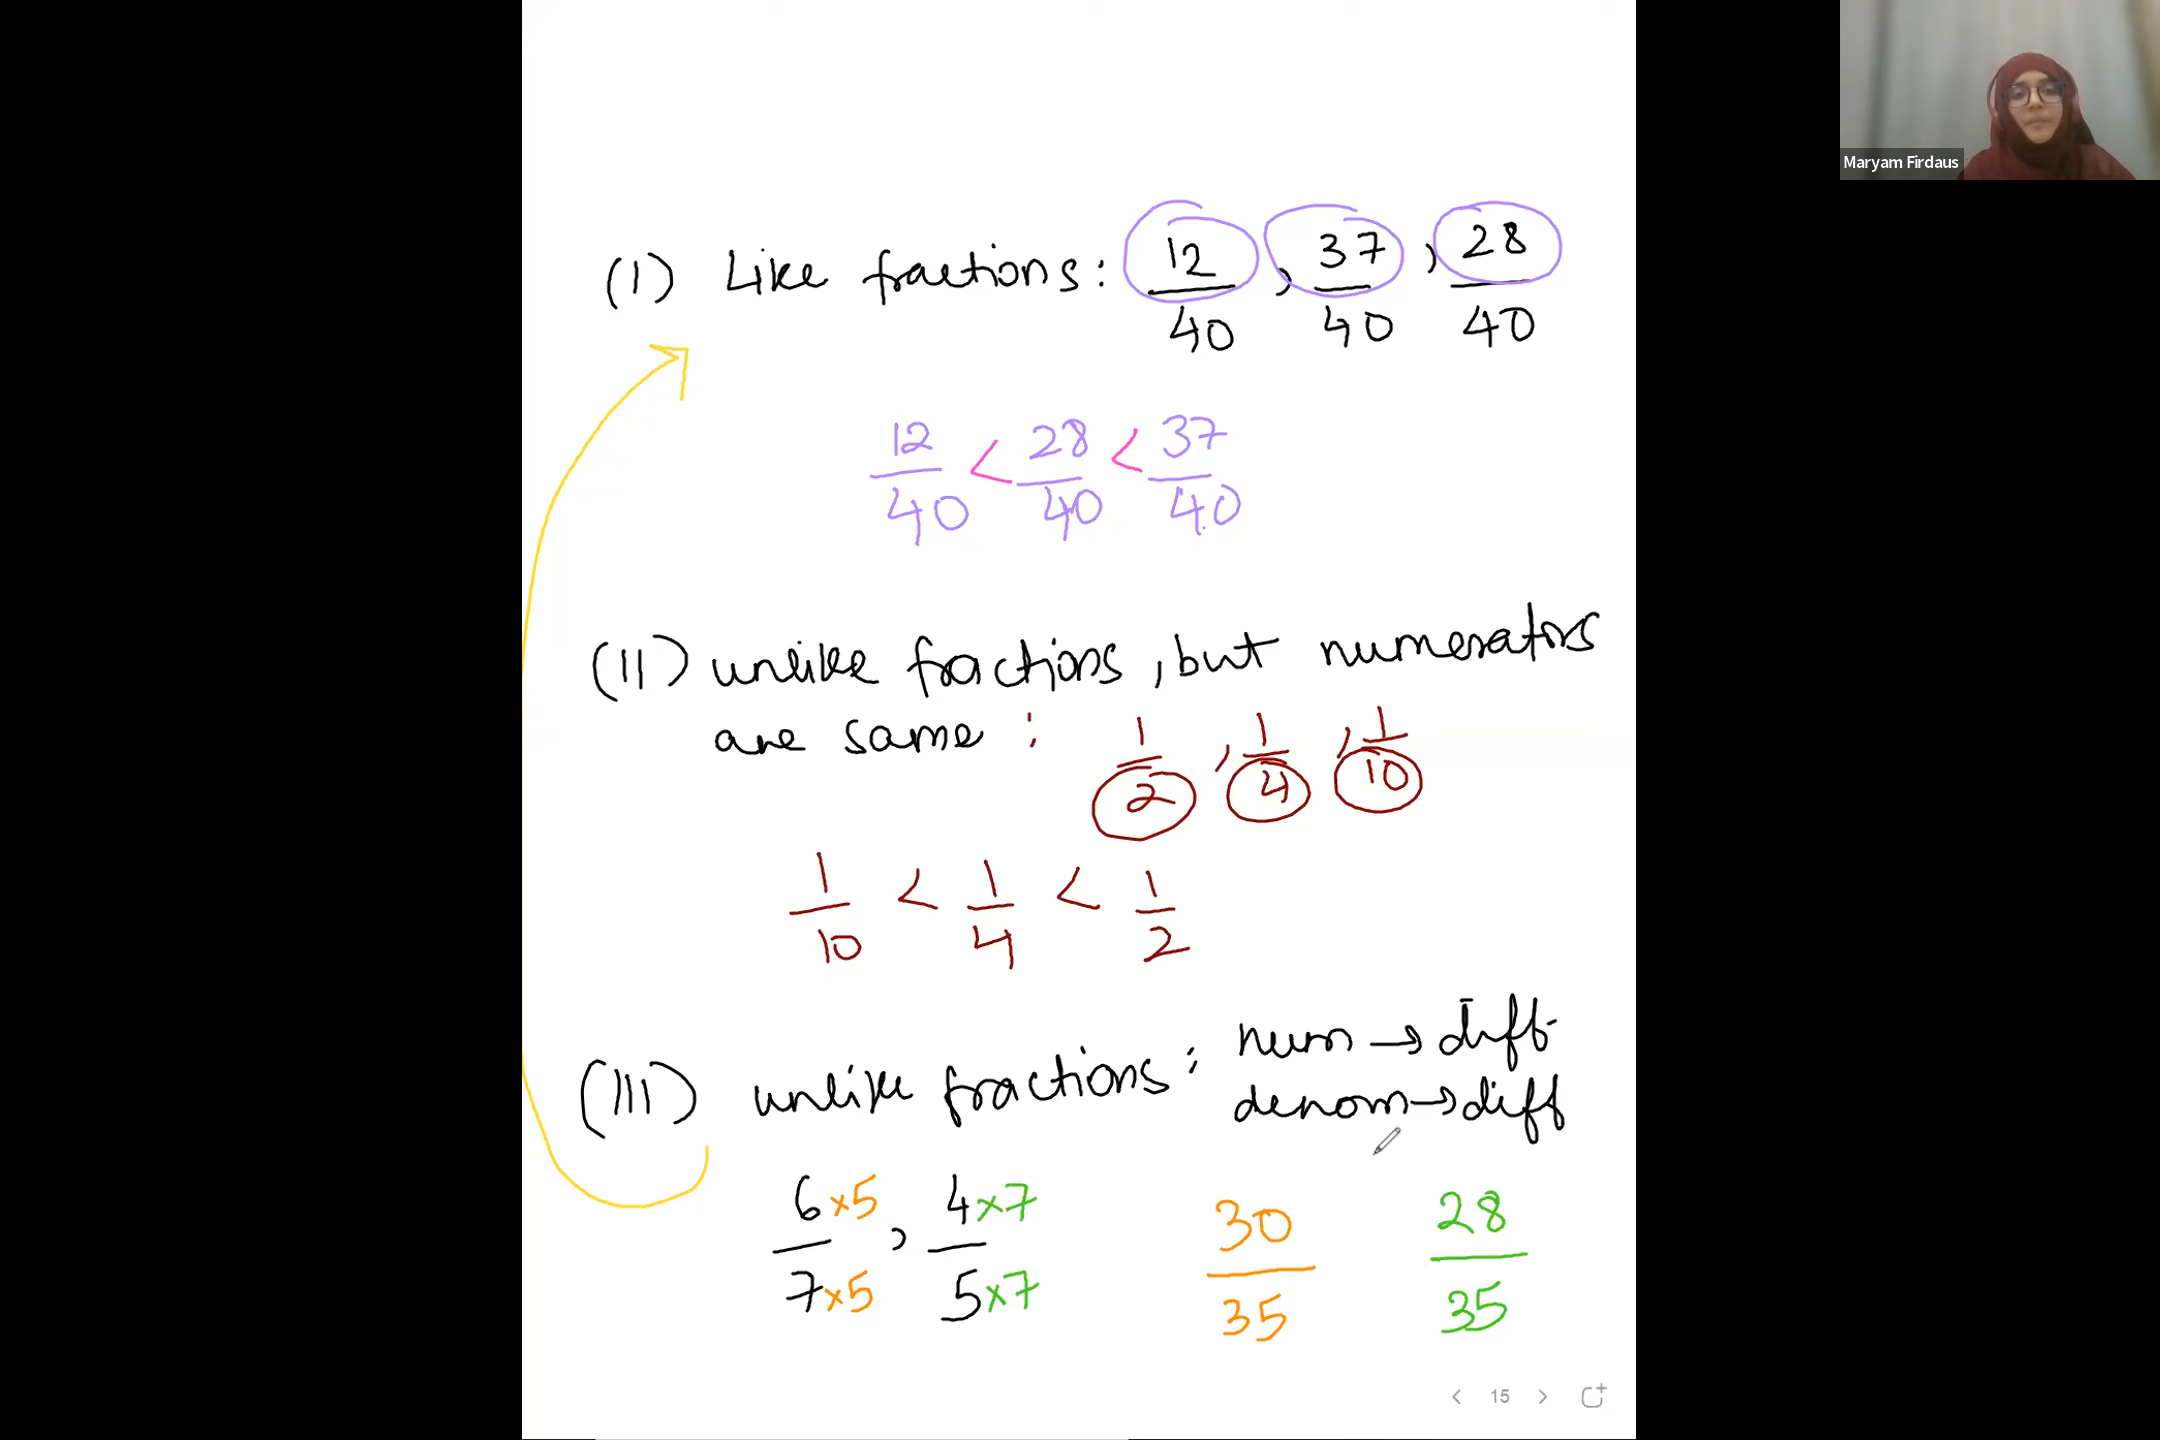 Maryam Firdaus
(I) Like fractions: 12/40, 37/40, 28/40
12/40 < 28/40 < 37/40
(II) unlike fractions, but numerators
are same: 1/2, 1/4, 1/10
1/10 < 1/4 < 1/2
(III) unlike fractions: num → diff
denom → diff
6×5/7×5, 4×7/5×7 30/35 28/35
< 15 >